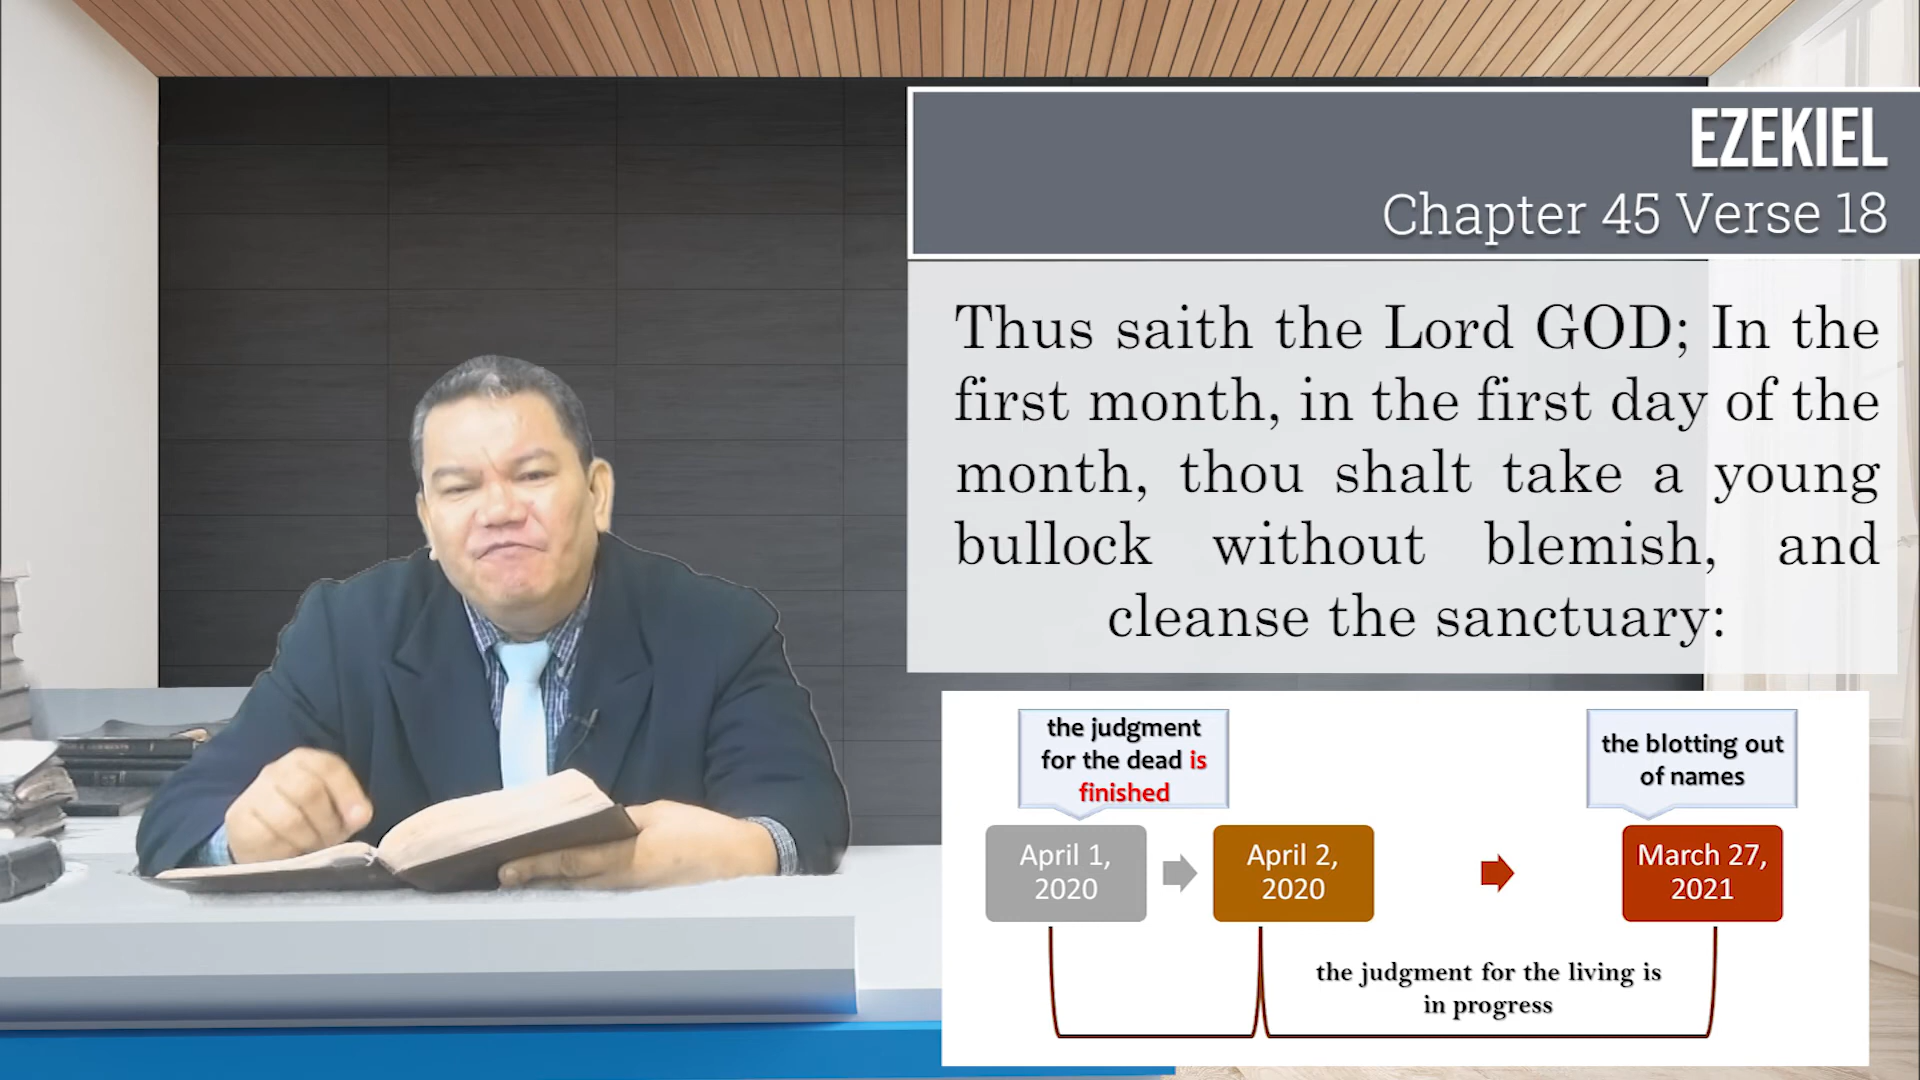 EZEKIEL
Chapter 45 Verse 18
Thus saith the Lord GOD; In the
first month, in the first day of the
month, thou shalt take a young
bullock without blemish, and
cleanse the sanctuary:
the judgment
for the dead is
finished
the blotting out
of names
April 1,
2020
April 2,
2020
March 27,
2021
the judgment for the living is
in progress